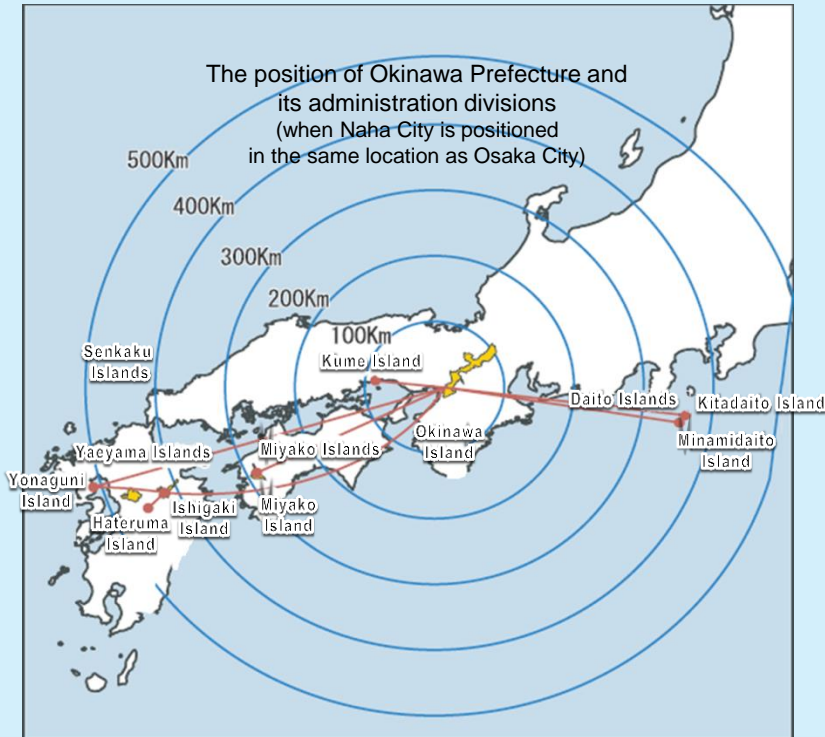 The position of Okinawa Prefecture and
its administration divisions
(when Naha City is positioned
in the same location as Osaka City)
500Km
400Km
300Km
200Km
100Km
Senkaku
Islands
Kume Island
Daito Islands
Kitadaito Island
Minamidaito
Island
Okinawa
Island
Yaeyama Islands
Miyako Islands
Yonaguni
Island
Ishigaki
Island
Miyako
Island
Hateruma
Island